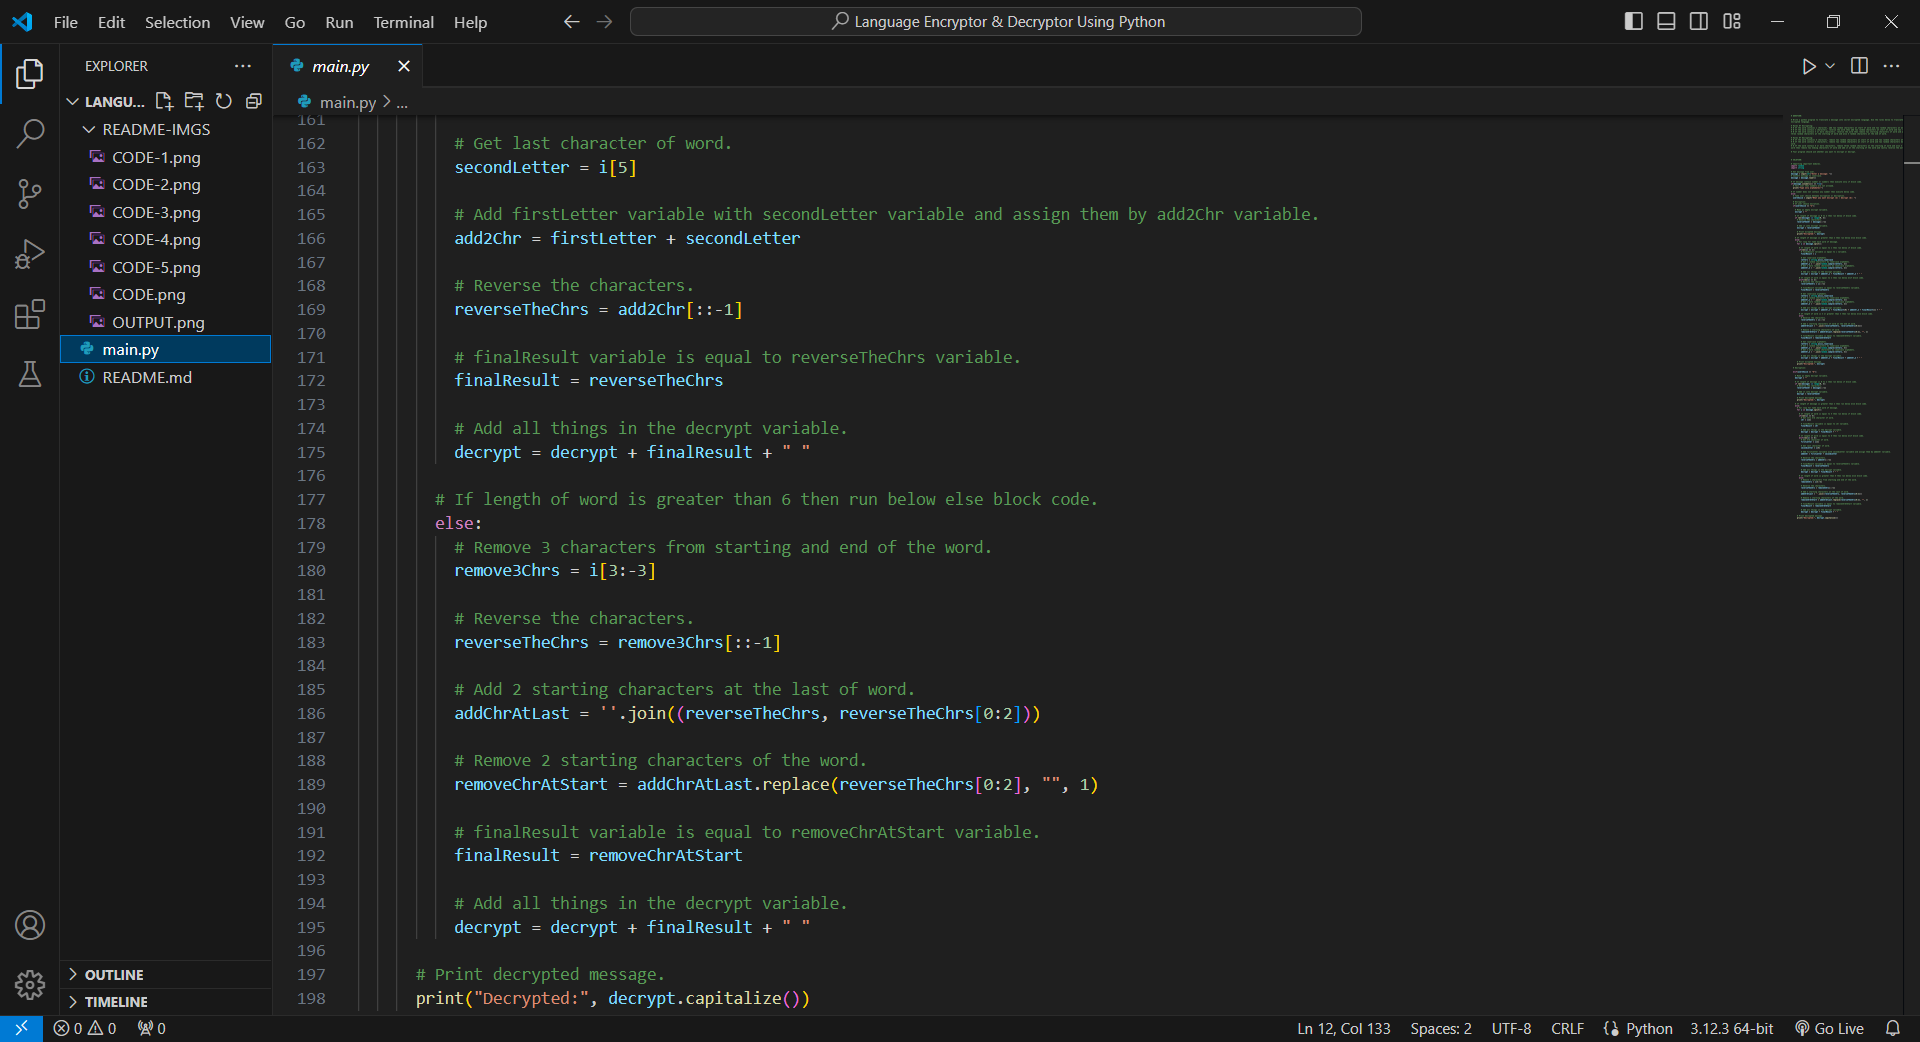 File Edit Selection View Go Run Terminal Help
Language Encryptor & Decryptor Using Python
EXPLORER
LANGU...
README-IMGS
CODE-1.png
CODE-2.png
CODE-3.png
CODE-4.png
CODE-5.png
CODE.png
OUTPUT.png
main.py
README.md
OUTLINE
TIMELINE
main.py
main.py > ...
161
162 # Get last character of word.
163 secondLetter = i[5]
164
165 # Add firstLetter variable with secondLetter variable and assign them by add2Chr variable.
166 add2Chr = firstLetter + secondLetter
167
168 # Reverse the characters.
169 reverseTheChrs = add2Chr[::-1]
170
171 # finalResult variable is equal to reverseTheChrs variable.
172 finalResult = reverseTheChrs
173
174 # Add all things in the decrypt variable.
175 decrypt = decrypt + finalResult + " "
176
177 # If length of word is greater than 6 then run below else block code.
178 else:
179 # Remove 3 characters from starting and end of the word.
180 remove3Chrs = i[3:-3]
181
182 # Reverse the characters.
183 reverseTheChrs = remove3Chrs[::-1]
184
185 # Add 2 starting characters at the last of word.
186 addChrAtLast = ''.join((reverseTheChrs, reverseTheChrs[0:2]))
187
188 # Remove 2 starting characters of the word.
189 removeChrAtStart = addChrAtLast.replace(reverseTheChrs[0:2], "", 1)
190
191 # finalResult variable is equal to removeChrAtStart variable.
192 finalResult = removeChrAtStart
193
194 # Add all things in the decrypt variable.
195 decrypt = decrypt + finalResult + " "
196
197 # Print decrypted message.
198 print("Decrypted:", decrypt.capitalize())
0 0 0 Ln 12, Col 133 Spaces: 2 UTF-8 CRLF Python 3.12.3 64-bit Go Live